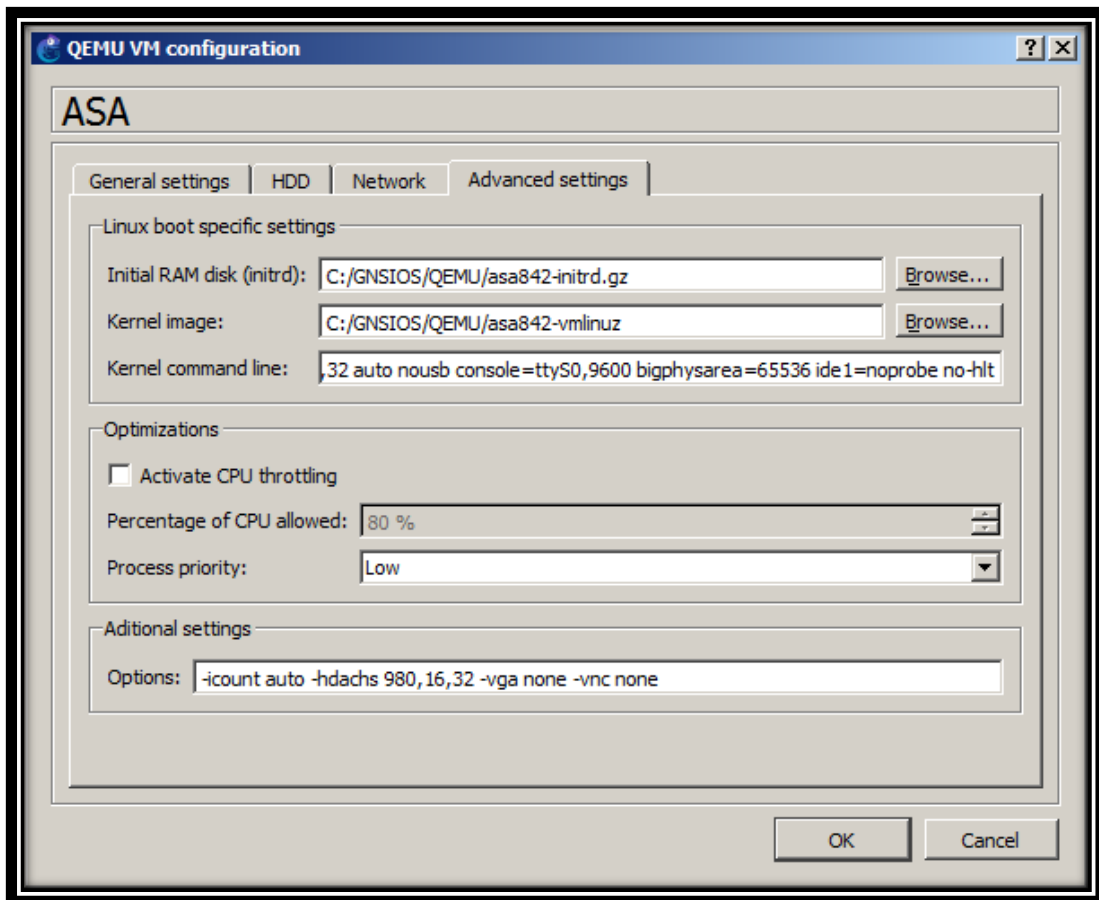 QEMU VM configuration
ASA
General settings HDD Network Advanced settings
Linux boot specific settings
Initial RAM disk (initrd): C:/GNSIOS/QEMU/asa842-initrd.gz Browse...
Kernel image: C:/GNSIOS/QEMU/asa842-vmlinuz Browse...
Kernel command line: ,32 auto nousb console=ttyS0,9600 bigphysarea=65536 ide1=noprobe no-hlt
Optimizations
Activate CPU throttling
Percentage of CPU allowed: 80 %
Process priority: Low
Aditional settings
Options: -icount auto -hdachs 980,16,32 -vga none -vnc none
OK Cancel